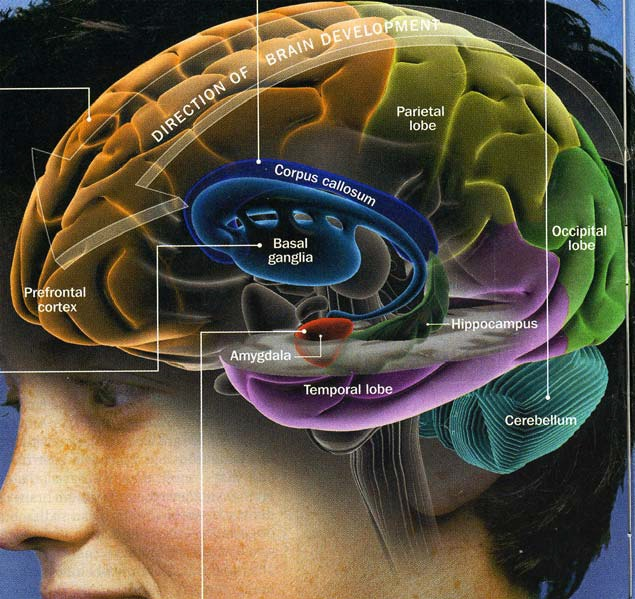 DIRECTION OF BRAIN DEVELOPMENT
Parietal
lobe
Corpus callosum
Basal
ganglia
Occipital
lobe
Prefrontal
cortex
Hippocampus
Amygdala
Temporal lobe
Cerebellum